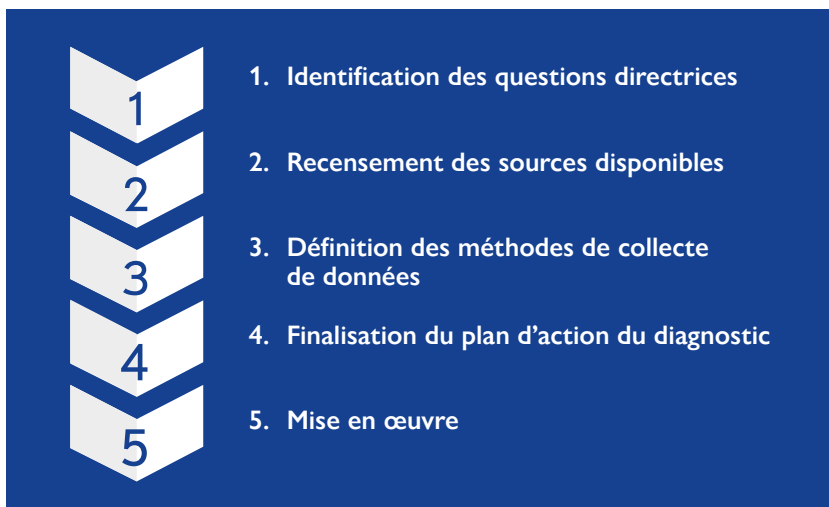 1
1. Identification des questions directrices
2
2. Recensement des sources disponibles
3
3. Définition des méthodes de collecte
de données
4
4. Finalisation du plan d’action du diagnostic
5
5. Mise en œuvre